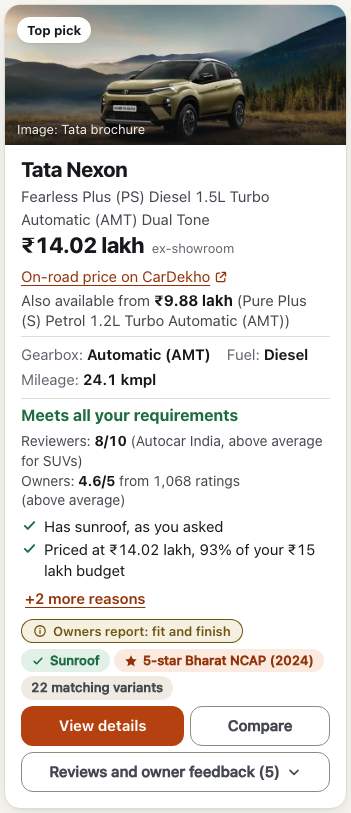 Top pick
Image: Tata brochure
Tata Nexon
Fearless Plus (PS) Diesel 1.5L Turbo
Automatic (AMT) Dual Tone
₹14.02 lakh ex-showroom
On-road price on CarDekho
Also available from ₹9.88 lakh (Pure Plus
(S) Petrol 1.2L Turbo Automatic (AMT))
Gearbox: Automatic (AMT) Fuel: Diesel
Mileage: 24.1 kmpl
Meets all your requirements
Reviewers: 8/10 (Autocar India, above average
for SUVs)
Owners: 4.6/5 from 1,068 ratings
(above average)
Has sunroof, as you asked
Priced at ₹14.02 lakh, 93% of your ₹15
lakh budget
+2 more reasons
Owners report: fit and finish
Sunroof
5-star Bharat NCAP (2024)
22 matching variants
View details
Compare
Reviews and owner feedback (5)